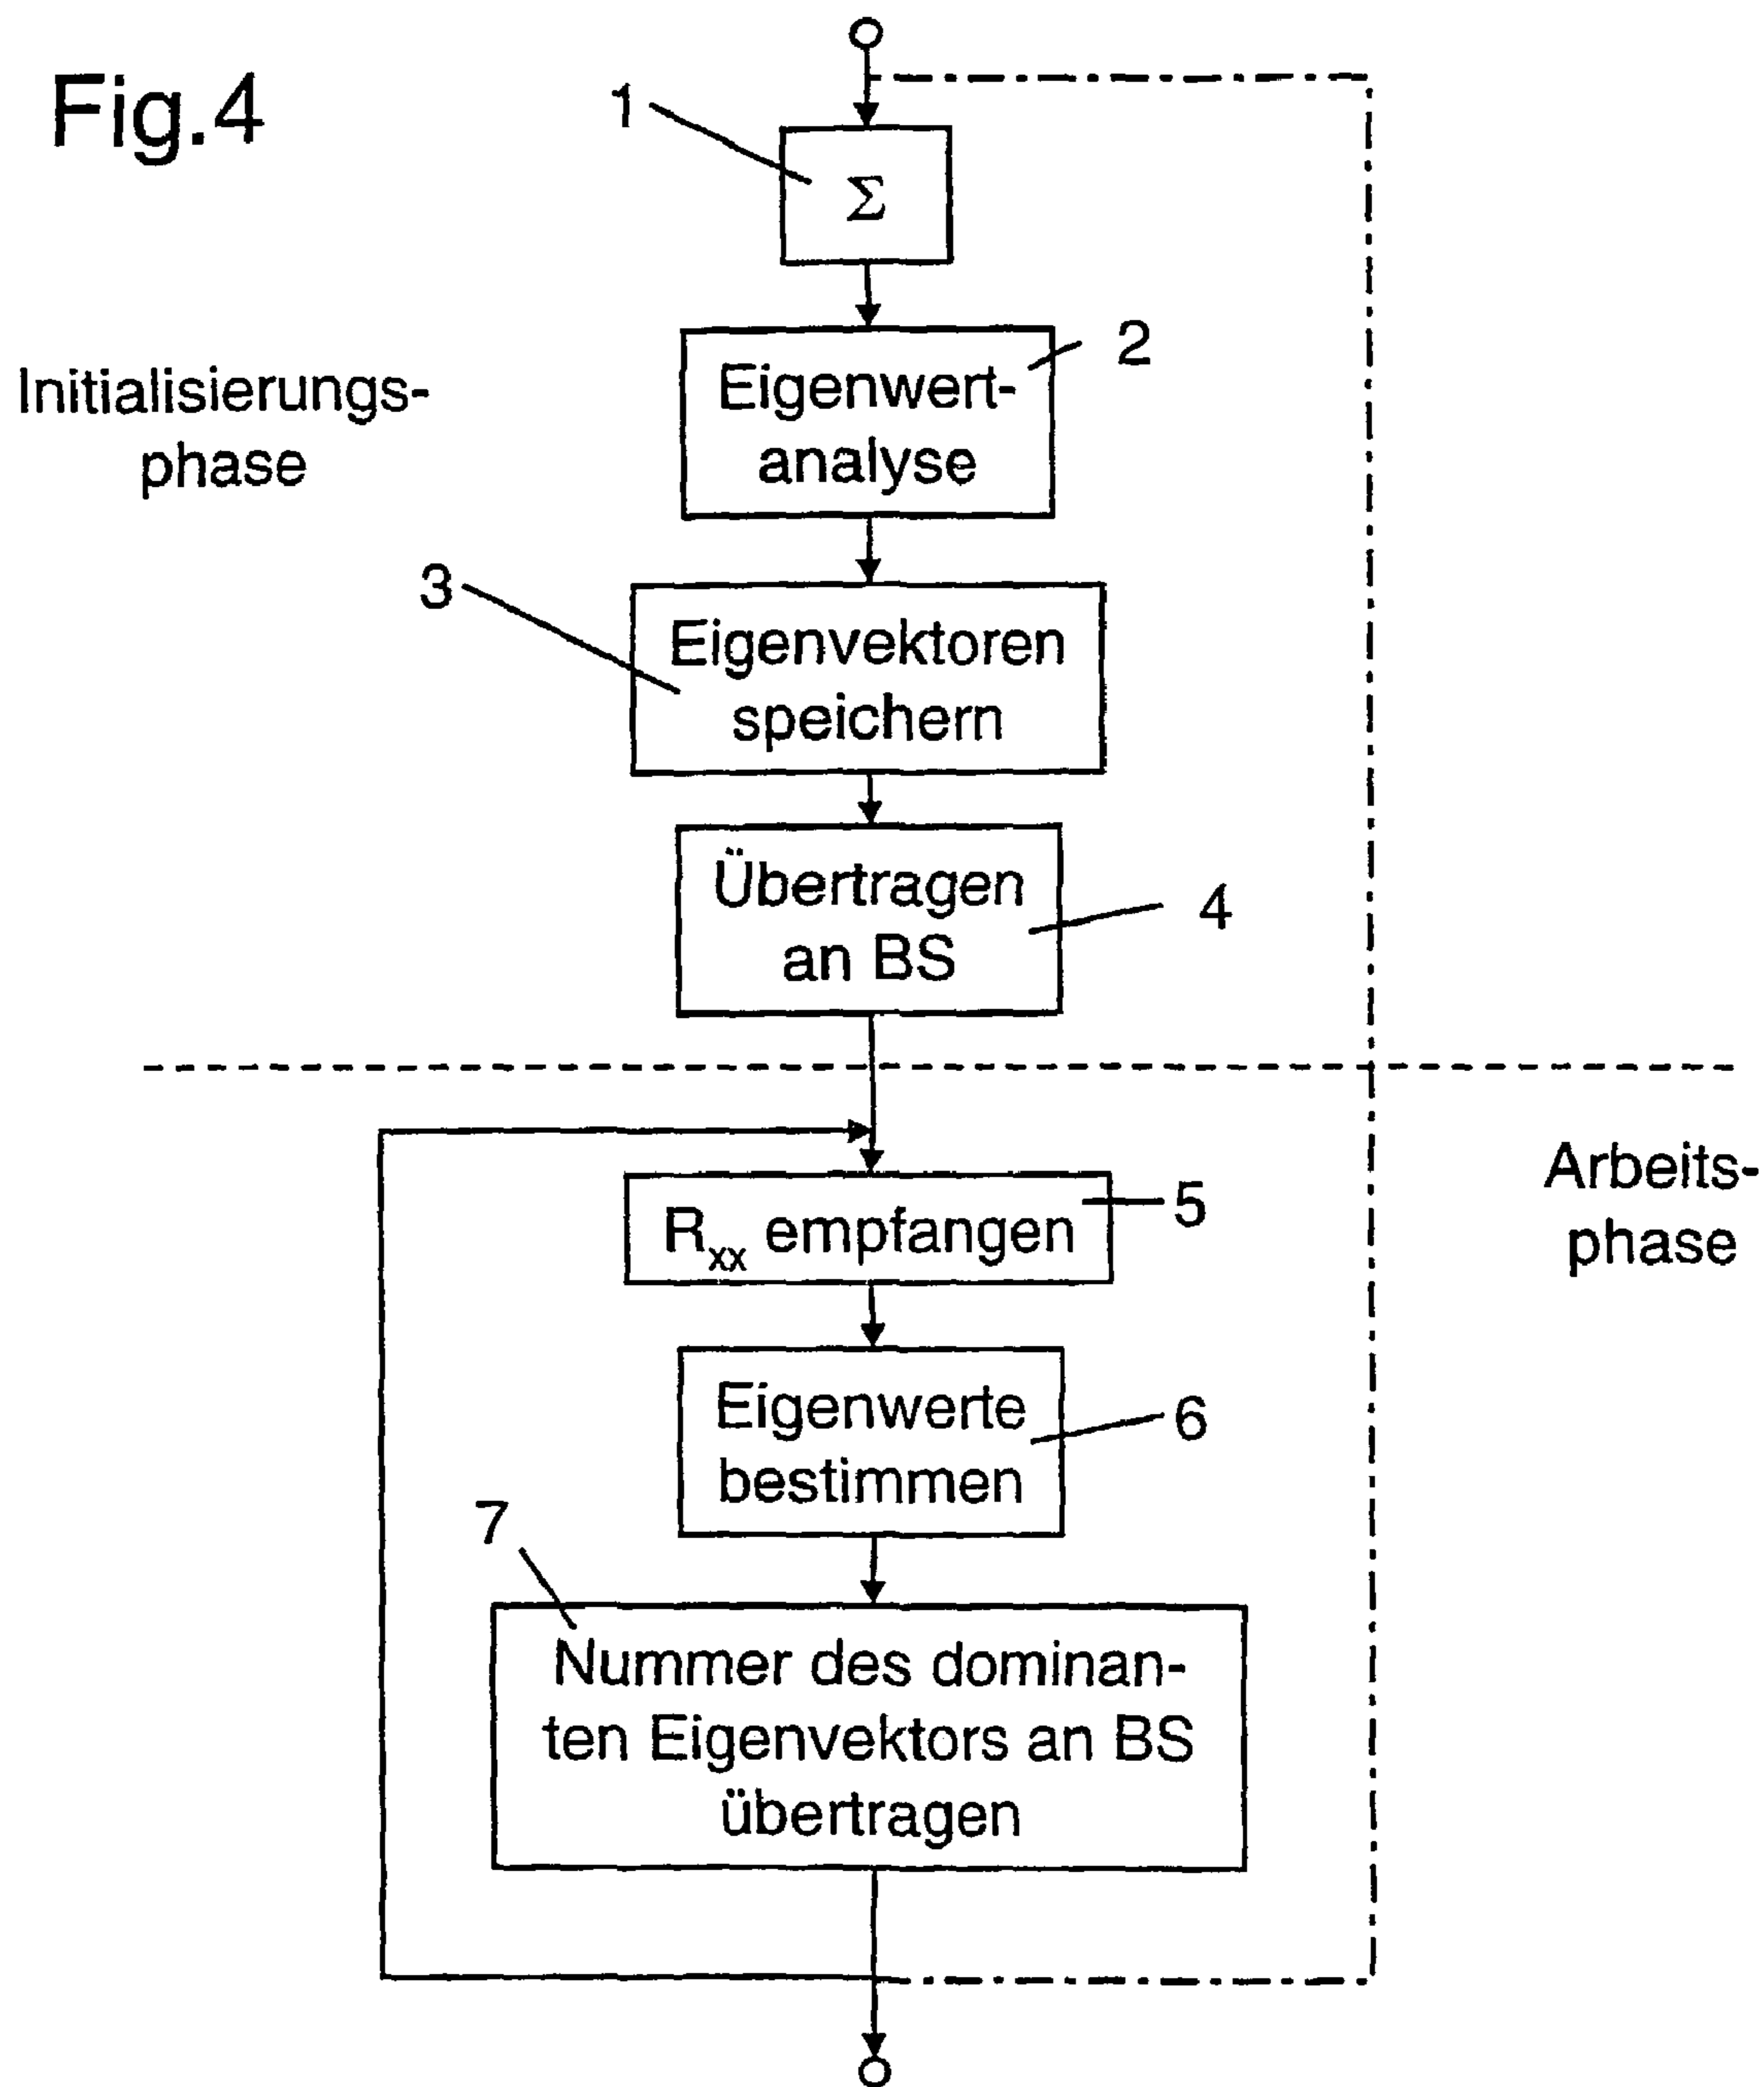 Fig.4
1
Σ
2
Eigenwert-
analyse
Initialisierungs-
phase
3
Eigenvektoren
speichern
Übertragen
an BS
4
5
R_xx empfangen
Arbeits-
phase
Eigenwerte
bestimmen
6
7
Nummer des dominan-
ten Eigenvektors an BS
übertragen